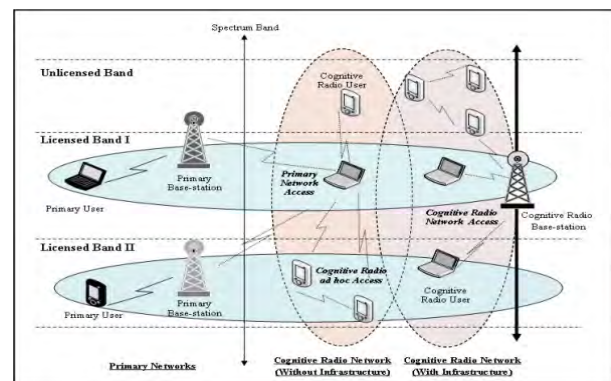 Spectrum Band
Unlicensed Band
Cognitive
Radio User
Licensed Band I
Primary
Base-station
Primary User
Primary
Network
Access
Cognitive Radio
Network Access
Cognitive Radio
Base-station
Licensed Band II
Primary User
Primary
Base-station
Cognitive Radio
ad hoc Access
Cognitive
Radio User
Primary Networks
Cognitive Radio Network
(Without Infrastructure)
Cognitive Radio Network
(With Infrastructure)